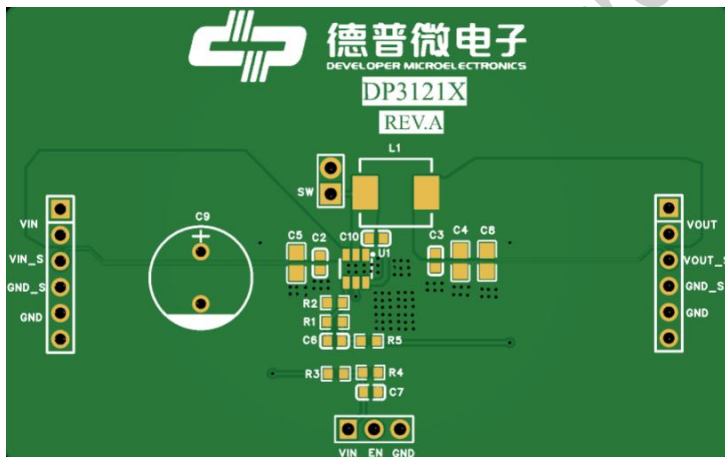 德普微电子
DEVELOPER MICROELECTRONICS
DP3121X
REV.A
L1
SW
C9
VIN
VIN_S
GND_S
GND
C5
C2
C10
U1
C3
C4
C8
VOUT
VOUT_S
GND_S
GND
R2
R1
C6
R5
R3
R4
C7
VIN EN GND